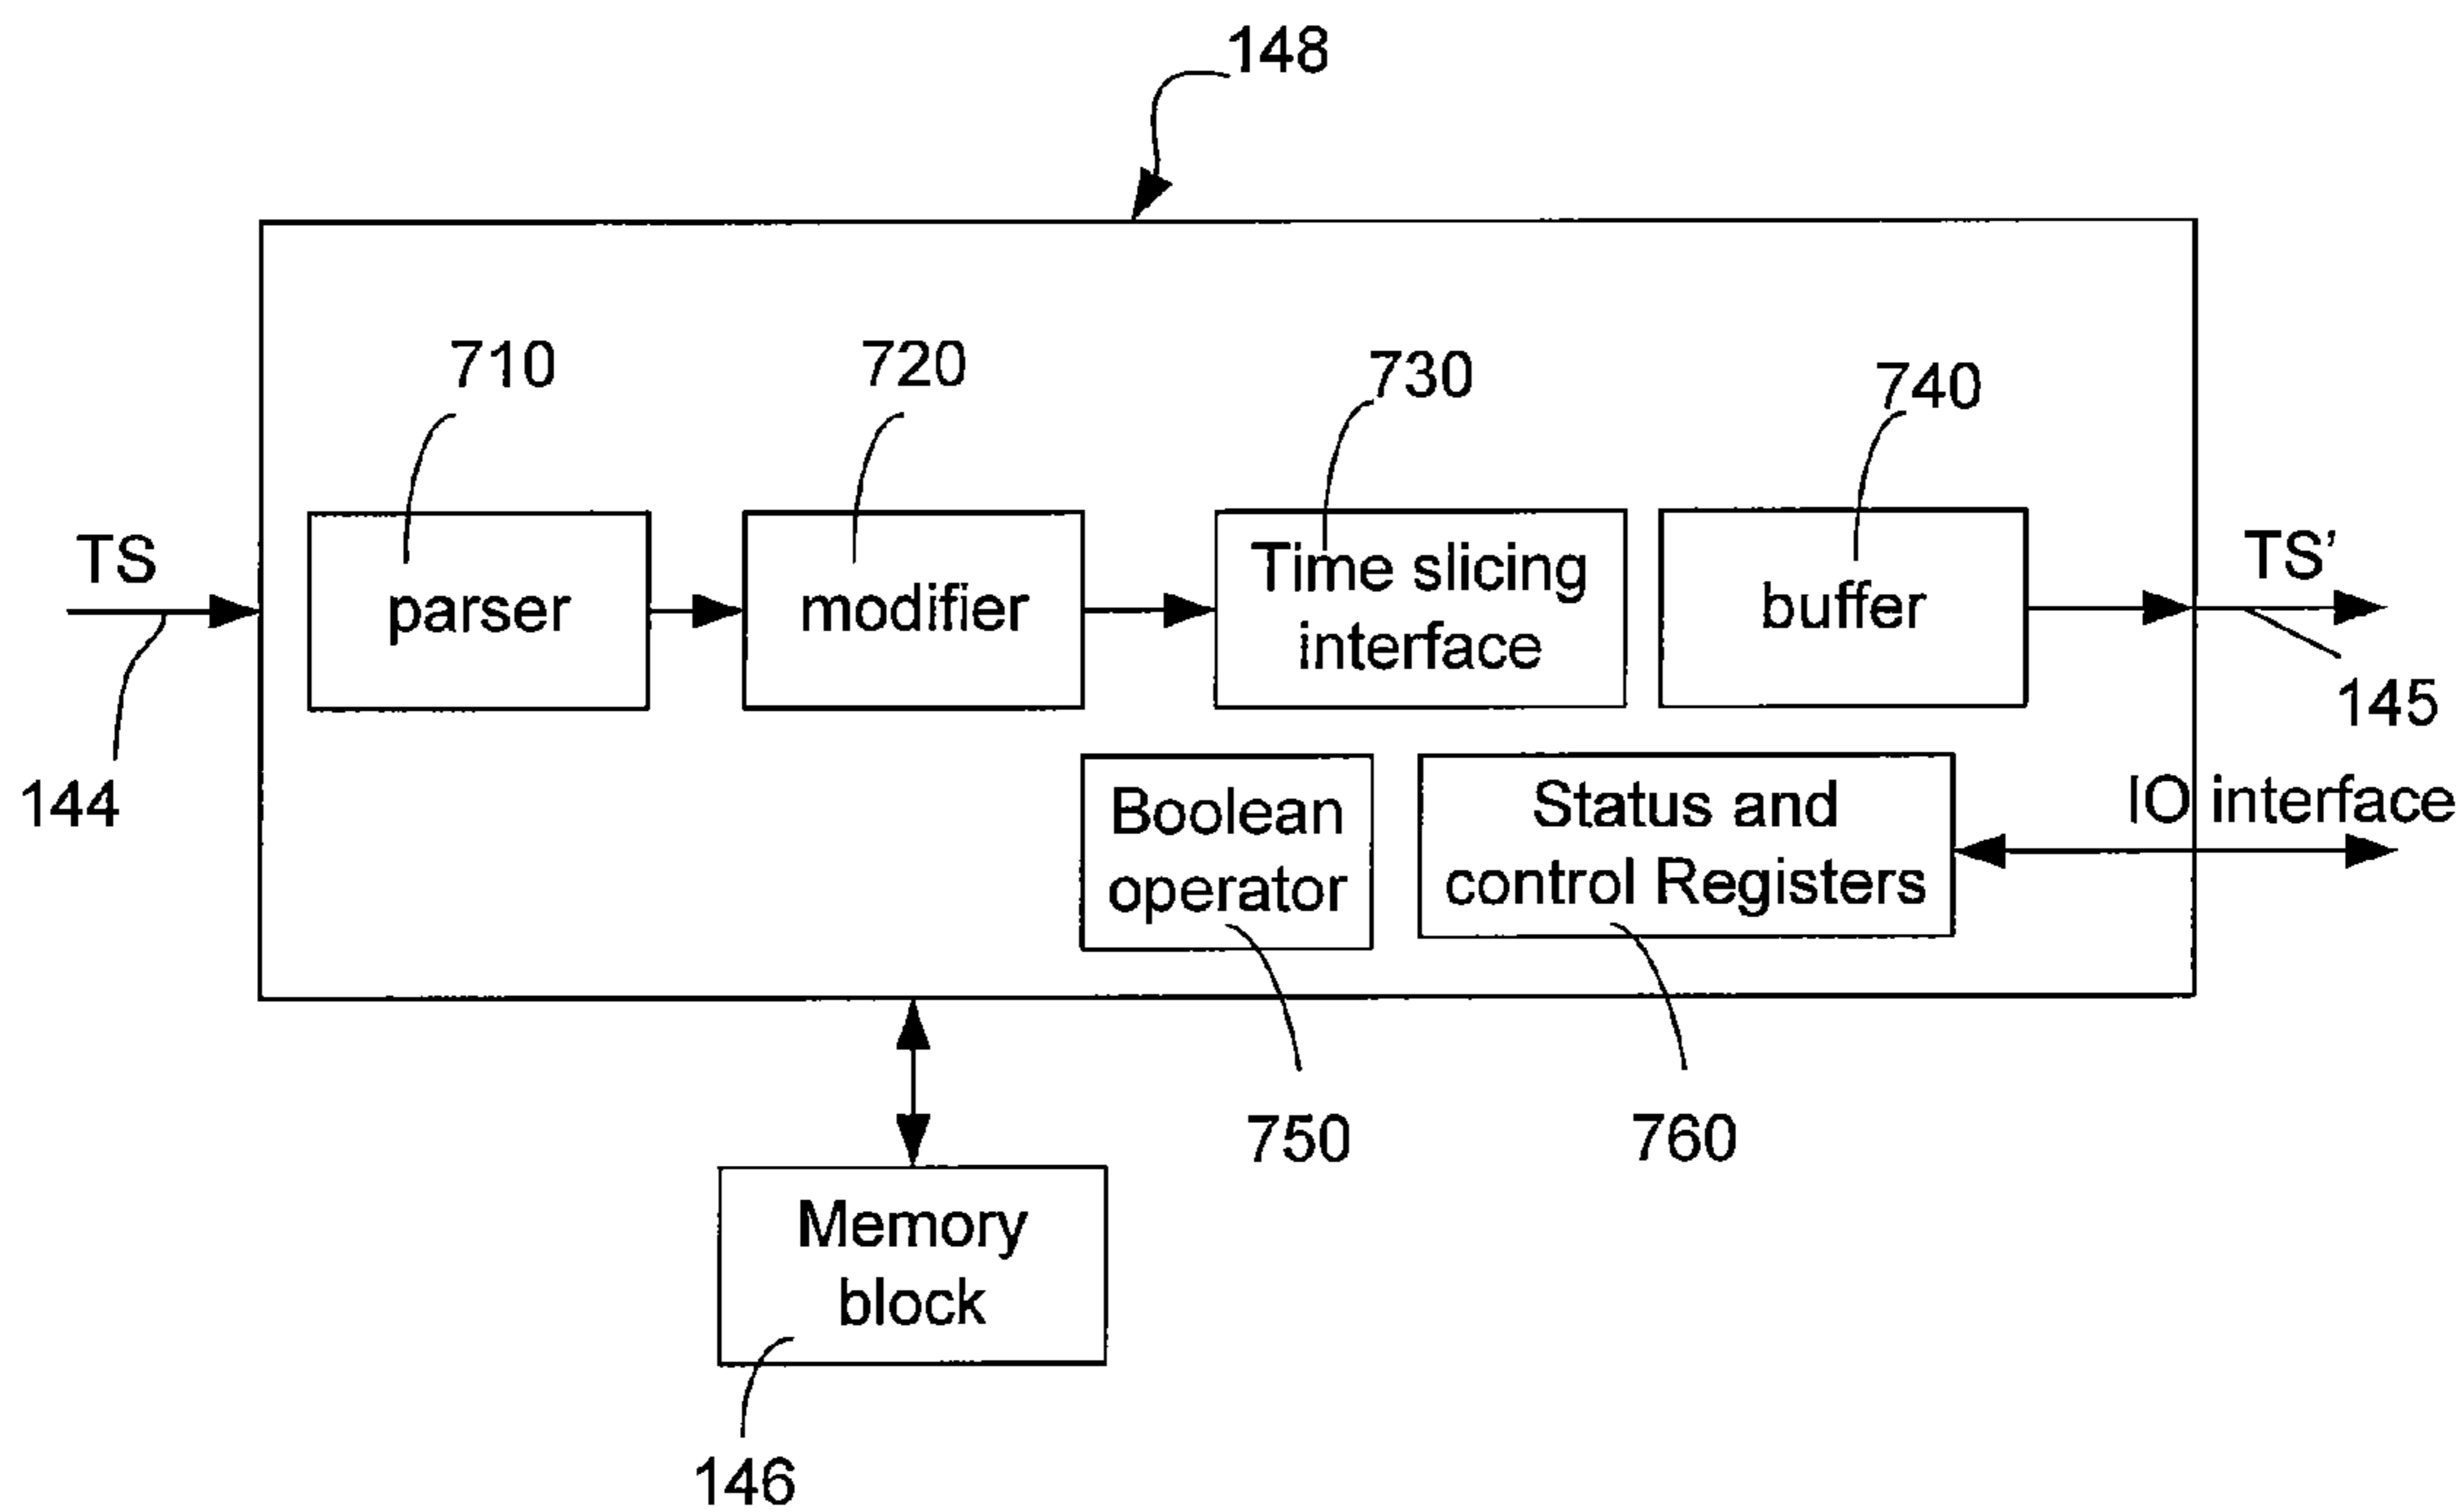 148
710
720
730
740
TS
parser
modifier
Time slicing
interface
buffer
TS'
144
145
Boolean
operator
Status and
control Registers
IO interface
750
760
Memory
block
146